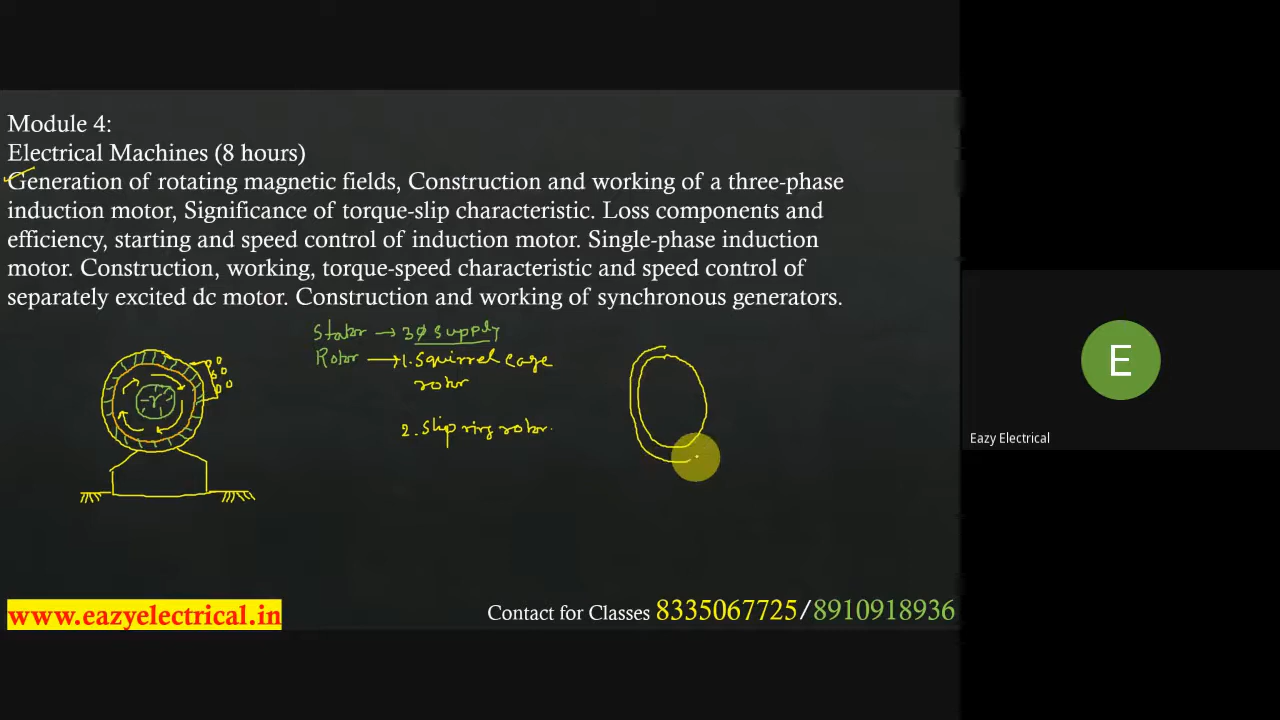 Module 4:
Electrical Machines (8 hours)
Generation of rotating magnetic fields, Construction and working of a three-phase
induction motor, Significance of torque-slip characteristic. Loss components and
efficiency, starting and speed control of induction motor. Single-phase induction
motor. Construction, working, torque-speed characteristic and speed control of
separately excited dc motor. Construction and working of synchronous generators.
Stator → 3φ supply
Rotor → 1. Squirrel cage
rotor
2. Slip ring rotor.
E
Eazy Electrical
www.eazyelectrical.in
Contact for Classes 8335067725/8910918936